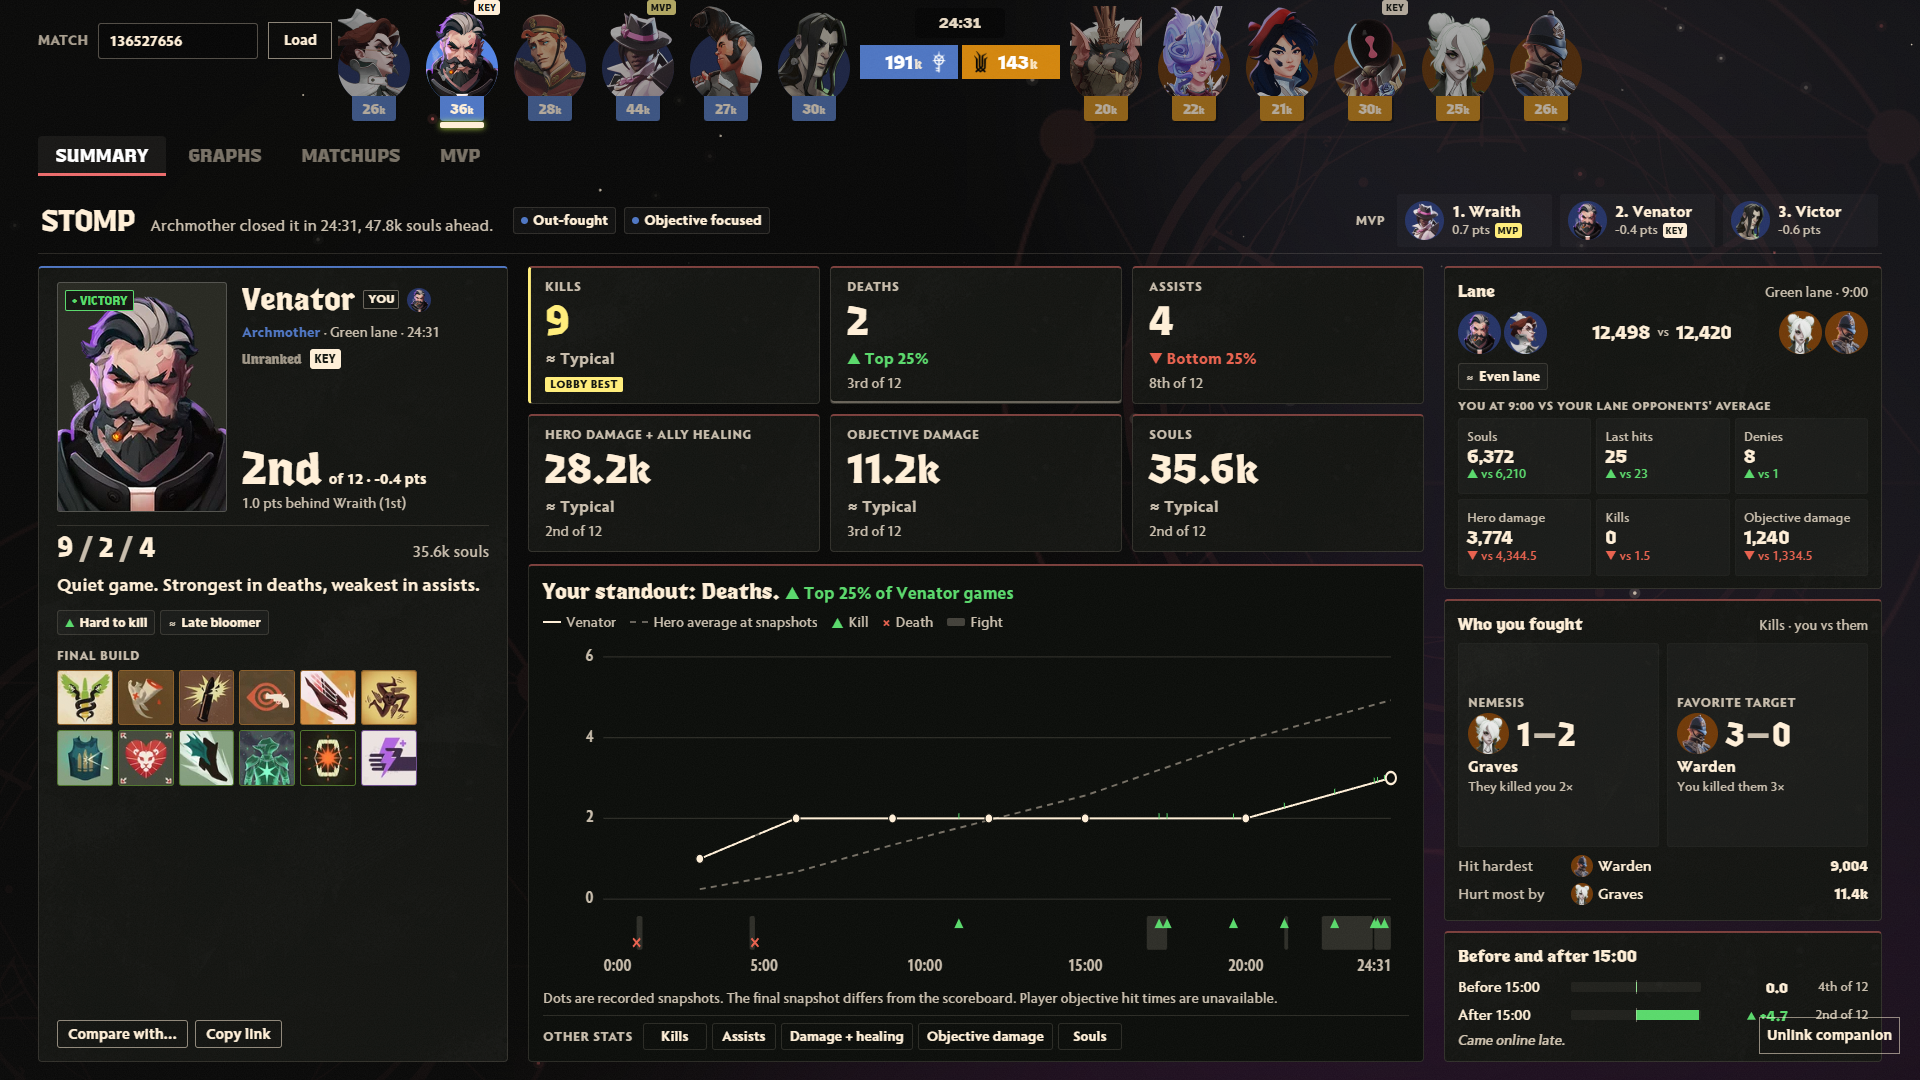 MATCH
136527656
Load
KEY
MVP
KEY
26k
36k
28k
44k
27k
30k
24:31
191k
143k
20k
22k
21k
30k
25k
26k
SUMMARY
GRAPHS
MATCHUPS
MVP
STOMP
Archmother closed it in 24:31, 47.8k souls ahead.
Out-fought
Objective focused
MVP
1. Wraith
0.7 pts MVP
2. Venator
-0.4 pts KEY
3. Victor
-0.6 pts
+ VICTORY
Venator YOU
Archmother · Green lane · 24:31
Unranked KEY
2nd of 12 · -0.4 pts
1.0 pts behind Wraith (1st)
9 / 2 / 4
35.6k souls
Quiet game. Strongest in deaths, weakest in assists.
▲ Hard to kill
≈ Late bloomer
FINAL BUILD
Compare with...
Copy link
KILLS
9
≈ Typical
LOBBY BEST
DEATHS
2
▲ Top 25%
3rd of 12
ASSISTS
4
▼ Bottom 25%
8th of 12
HERO DAMAGE + ALLY HEALING
28.2k
≈ Typical
2nd of 12
OBJECTIVE DAMAGE
11.2k
≈ Typical
3rd of 12
SOULS
35.6k
≈ Typical
2nd of 12
Your standout: Deaths. ▲ Top 25% of Venator games
Venator
Hero average at snapshots
Kill
Death
Fight
6
4
2
0
0:00
5:00
10:00
15:00
20:00
24:31
Dots are recorded snapshots. The final snapshot differs from the scoreboard. Player objective hit times are unavailable.
OTHER STATS
Kills
Assists
Damage + healing
Objective damage
Souls
Lane
Green lane · 9:00
12,498 vs 12,420
≈ Even lane
YOU AT 9:00 VS YOUR LANE OPPONENTS' AVERAGE
Souls
6,372
▲ vs 6,210
Last hits
25
▲ vs 23
Denies
8
▲ vs 1
Hero damage
3,774
▼ vs 4,344.5
Kills
0
▼ vs 1.5
Objective damage
1,240
▼ vs 1,334.5
Who you fought
Kills · you vs them
NEMESIS
1–2
Graves
They killed you 2×
FAVORITE TARGET
3–0
Warden
You killed them 3×
Hit hardest
Warden
9,004
Hurt most by
Graves
11.4k
Before and after 15:00
Before 15:00
0.0
4th of 12
After 15:00
▲ +4.7
2nd of 12
Came online late.
Unlink companion